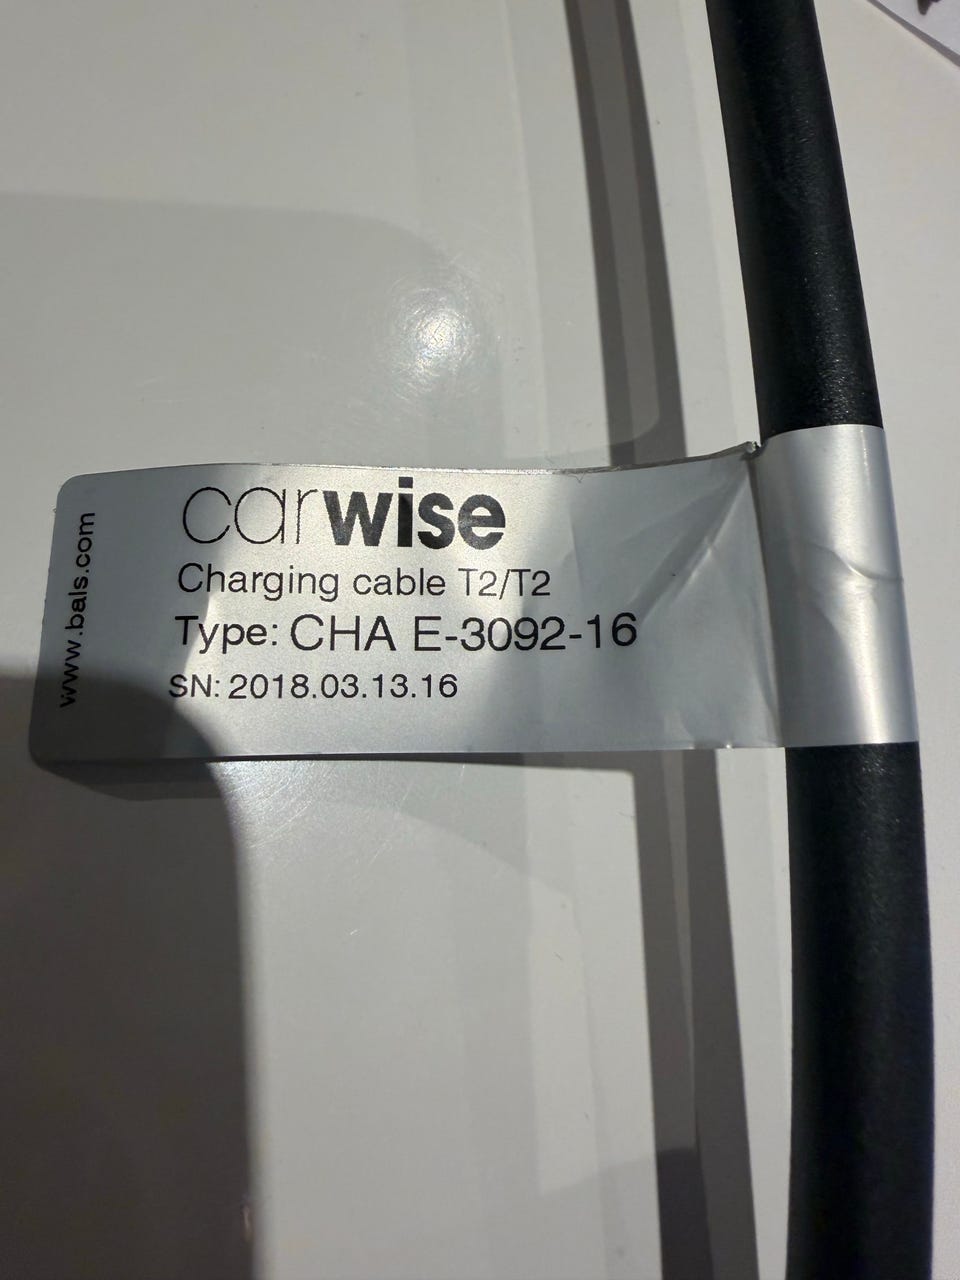 carwise
Charging cable T2/T2
Type: CHA E-3092-16
SN: 2018.03.13.16
www.bals.com